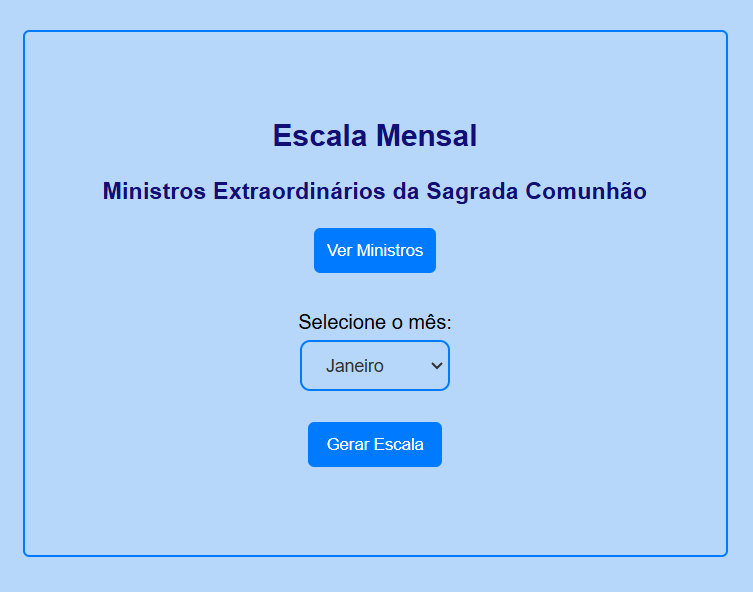 Escala Mensal
Ministros Extraordinários da Sagrada Comunhão
Ver Ministros
Selecione o mês:
Janeiro
Gerar Escala